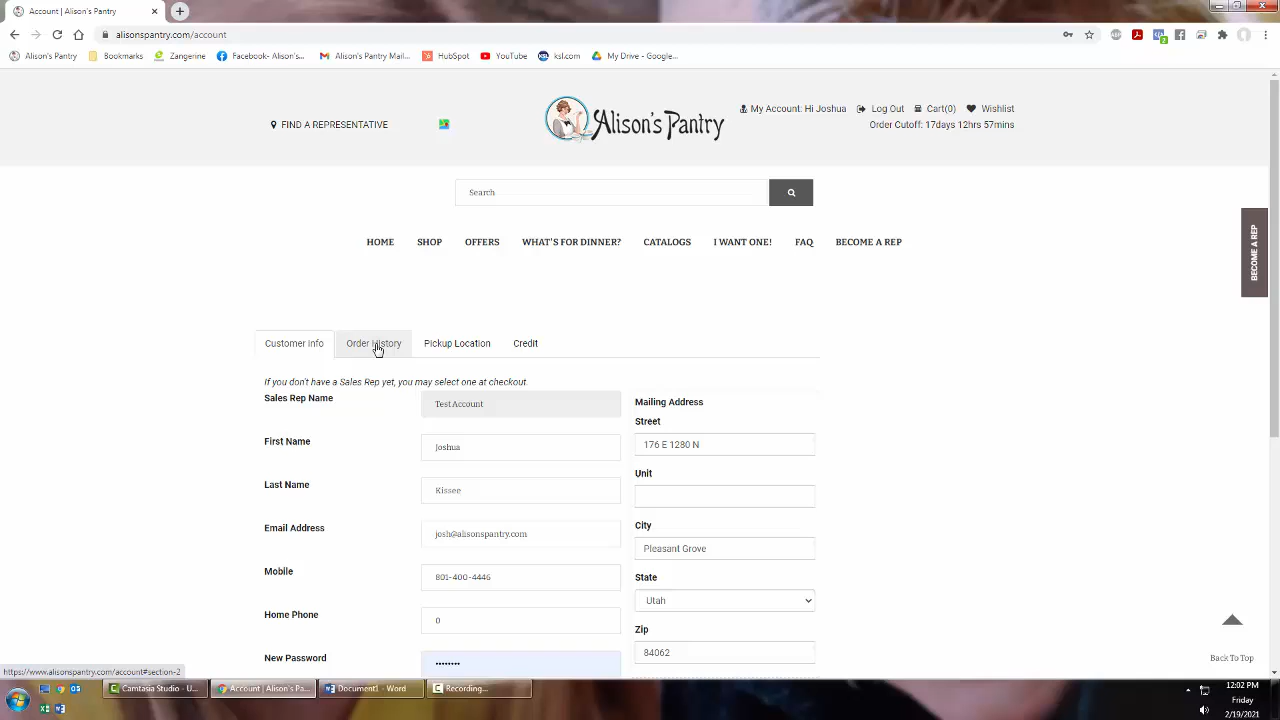 Account | Alison's Pantry
alisonspantry.com/account
Alison's Pantry
Bookmarks
Zangerine
Facebook- Alison's...
Alison's Pantry Mail...
HubSpot
YouTube
ksl.com
My Drive - Google...
FIND A REPRESENTATIVE
Alison's Pantry
My Account: Hi Joshua
Log Out
Cart(0)
Wishlist
Order Cutoff: 17days 12hrs 57mins
Search
HOME
SHOP
OFFERS
WHAT'S FOR DINNER?
CATALOGS
I WANT ONE!
FAQ
BECOME A REP
BECOME A REP
Customer Info
Order History
Pickup Location
Credit
If you don't have a Sales Rep yet, you may select one at checkout.
Sales Rep Name
Test Account
First Name
Joshua
Last Name
Kissee
Email Address
josh@alisonspantry.com
Mobile
801-400-4446
Home Phone
0
New Password
••••••••
Mailing Address
Street
176 E 1280 N
Unit
City
Pleasant Grove
State
Utah
Zip
84062
Back To Top
https://www.alisonspantry.com/account#section-2
Camtasia Studio - U...
Account | Alison's Pa...
Document1 - Word
Recording...
12:02 PM
Friday
2/19/2021